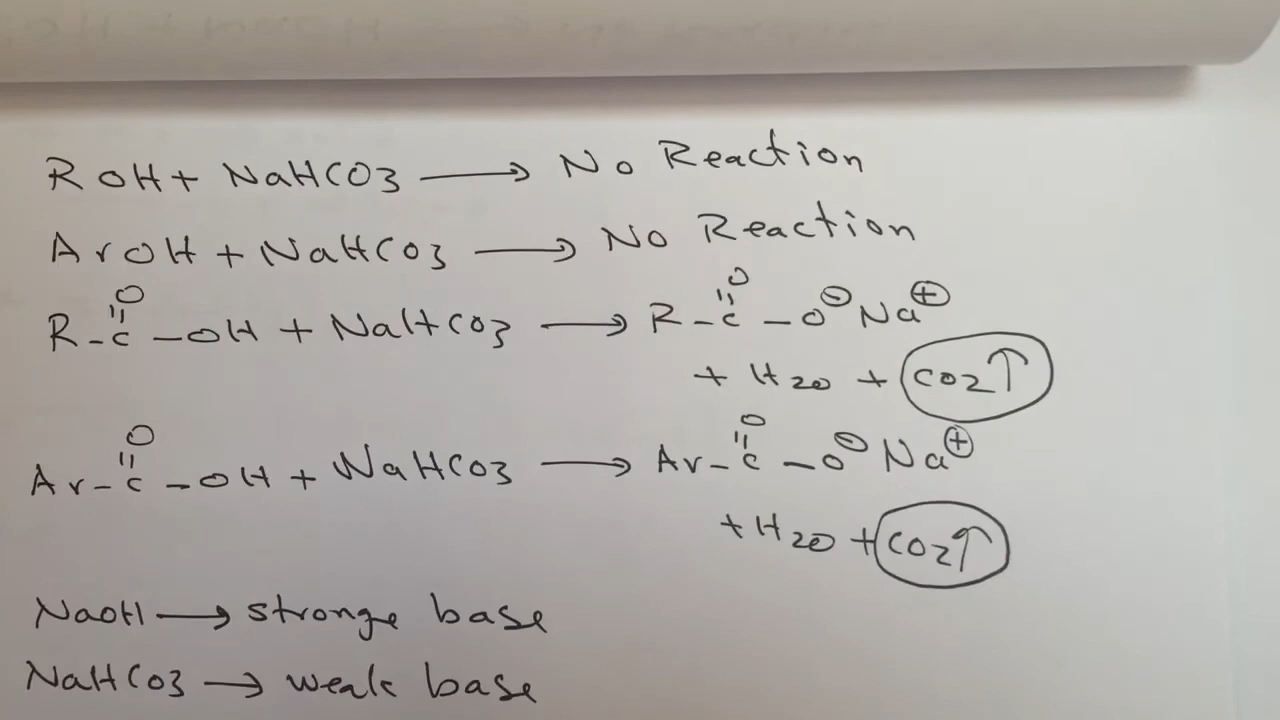 ROH + NaHCO3 ⟶ No Reaction
ArOH + NaHCO3 ⟶ No Reaction
R-C(=O)-OH + NaHCO3 ⟶ R-C(=O)-O⊖ Na⊕
+ H2O + CO2↑
Ar-C(=O)-OH + NaHCO3 ⟶ Ar-C(=O)-O⊖ Na⊕
+ H2O + CO2↑
NaOH ⟶ stronge base
NaHCO3 ⟶ weak base